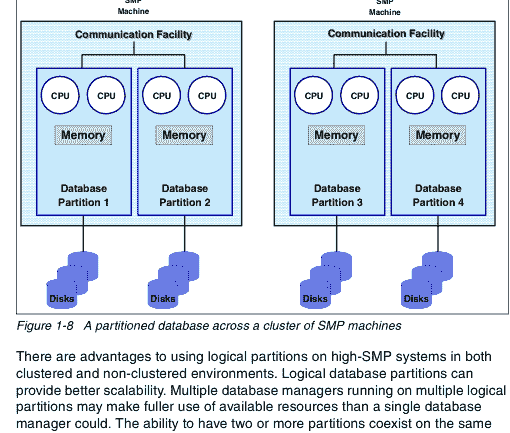 SMP SMP
Machine Machine
Communication Facility Communication Facility
CPU CPU CPU CPU CPU CPU CPU CPU
Memory Memory Memory Memory
Database Database Database Database
Partition 1 Partition 2 Partition 3 Partition 4
Disks Disks Disks Disks
Figure 1-8 A partitioned database across a cluster of SMP machines
There are advantages to using logical partitions on high-SMP systems in both
clustered and non-clustered environments. Logical database partitions can
provide better scalability. Multiple database managers running on multiple logical
partitions may make fuller use of available resources than a single database
manager could. The ability to have two or more partitions coexist on the same